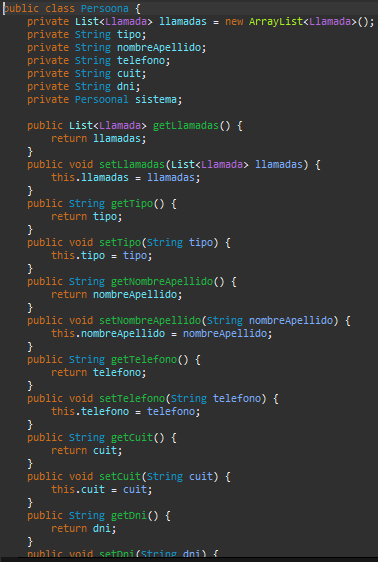 public class Persoona {
private List<Llamada> llamadas = new ArrayList<Llamada>();
private String tipo;
private String nombreApellido;
private String telefono;
private String cuit;
private String dni;
private Persoonal sistema;
public List<Llamada> getLlamadas() {
return llamadas;
}
public void setLlamadas(List<Llamada> llamadas) {
this.llamadas = llamadas;
}
public String getTipo() {
return tipo;
}
public void setTipo(String tipo) {
this.tipo = tipo;
}
public String getNombreApellido() {
return nombreApellido;
}
public void setNombreApellido(String nombreApellido) {
this.nombreApellido = nombreApellido;
}
public String getTelefono() {
return telefono;
}
public void setTelefono(String telefono) {
this.telefono = telefono;
}
public String getCuit() {
return cuit;
}
public void setCuit(String cuit) {
this.cuit = cuit;
}
public String getDni() {
return dni;
}
public void setDni(String dni) {